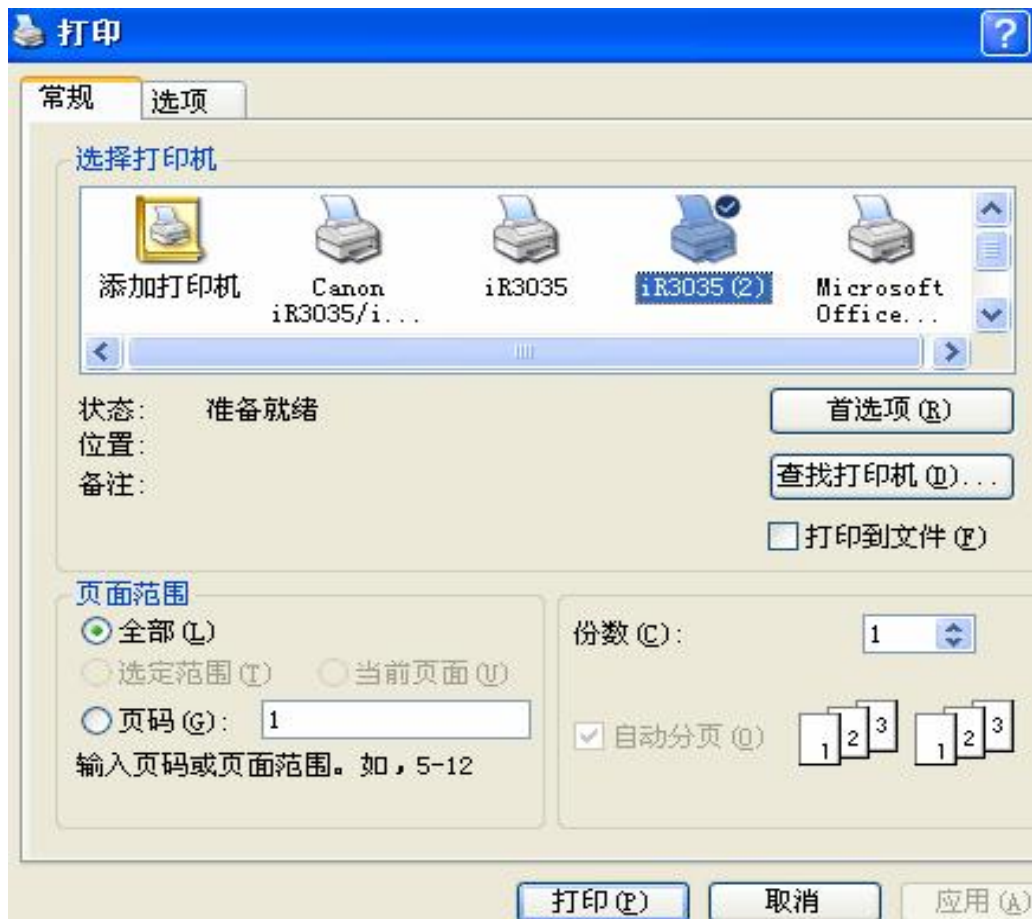 打印
?
常规 选项
选择打印机
添加打印机 Canon iR3035/i... iR3035 iR3035(2) Microsoft Office...
状态: 准备就绪
首选项(R)
位置:
备注:
查找打印机(D)...
打印到文件(F)
页面范围
全部(L)
选定范围(T) 当前页面(U)
页码(G): 1
输入页码或页面范围。如，5-12
份数(C): 1
自动分页(O) 1 2 3 1 2 3
打印(P) 取消 应用(A)